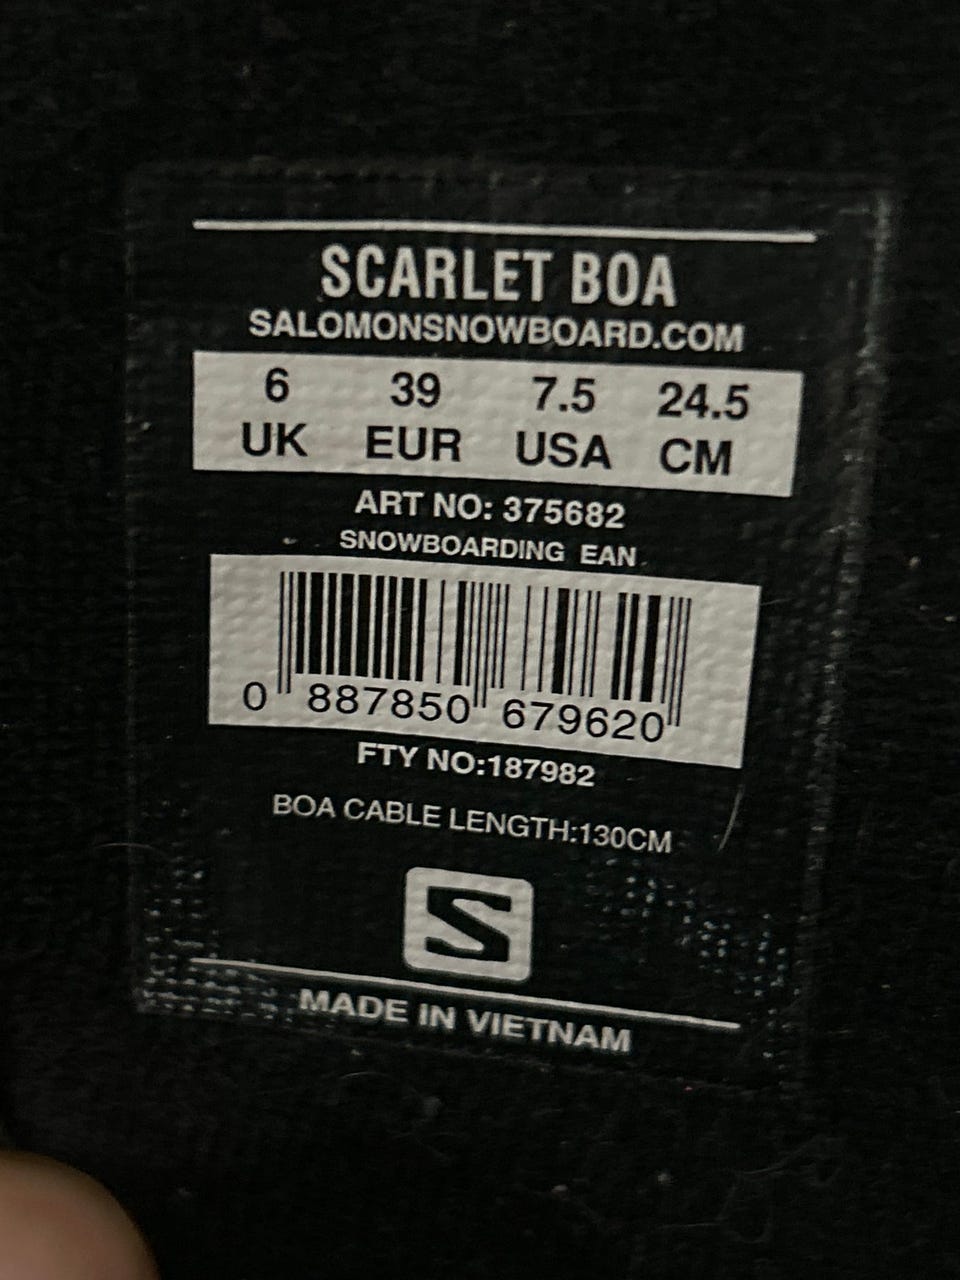 SCARLET BOA
SALOMONSNOWBOARD.COM
6 39 7.5 24.5
UK EUR USA CM
ART NO: 375682
SNOWBOARDING EAN
0 887850 679620
FTY NO:187982
BOA CABLE LENGTH:130CM
S
MADE IN VIETNAM